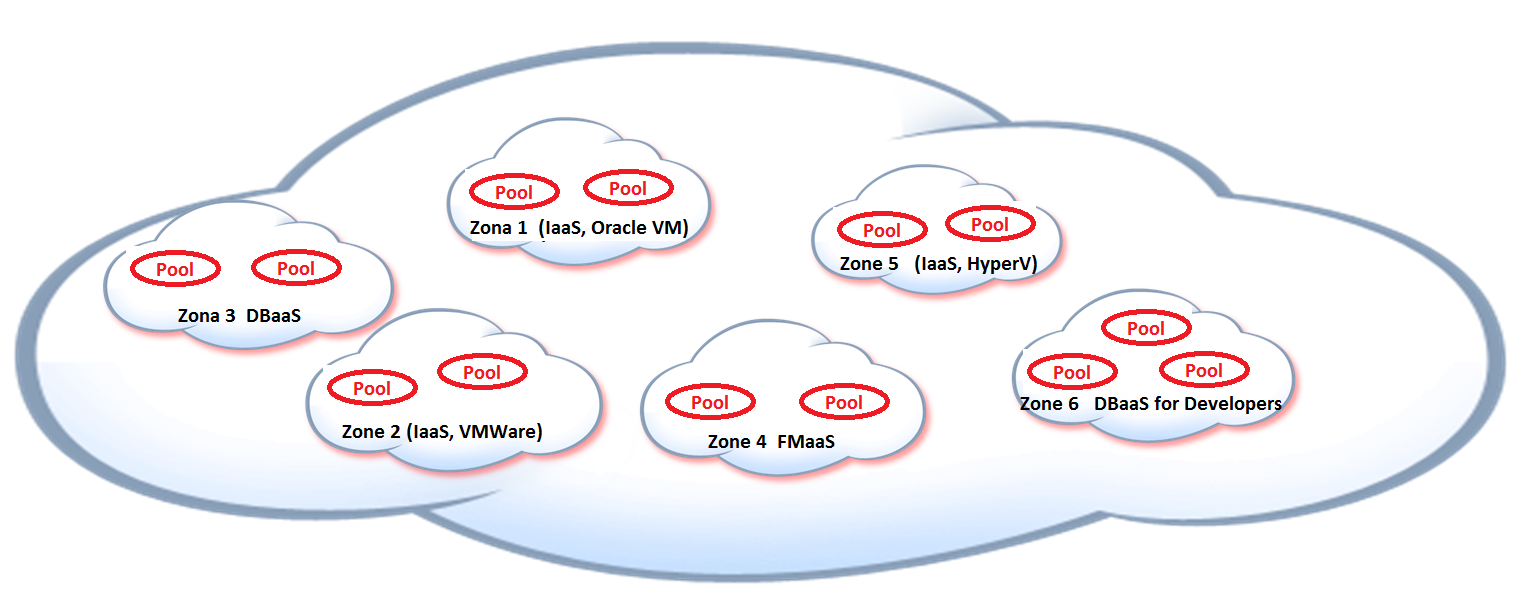 Pool Pool
Zona 1 (IaaS, Oracle VM)
Pool Pool
Zone 5 (IaaS, HyperV)
Pool Pool
Zona 3 DBaaS
Pool Pool
Zone 2 (IaaS, VMWare)
Pool Pool
Zone 4 FMaaS
Pool
Pool Pool
Zone 6 DBaaS for Developers